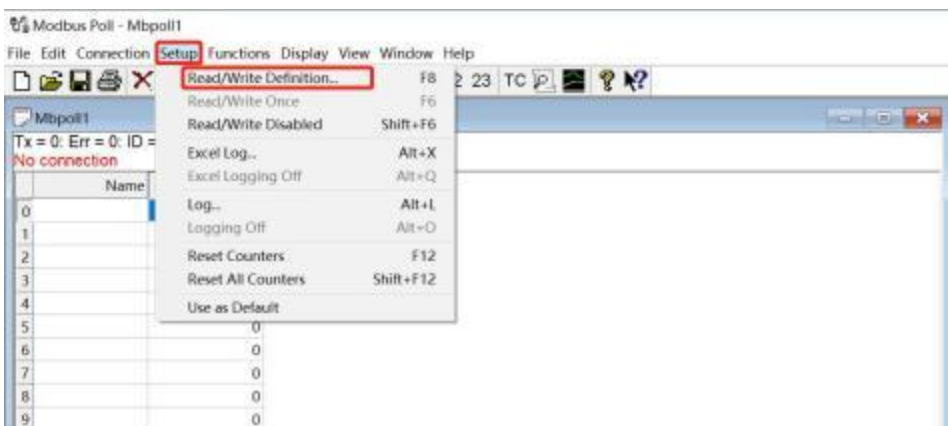 Modbus Poll - Mbpoll1
File Edit Connection Setup Functions Display View Window Help
23 TC
Mbpoll1
Tx = 0: Err = 0: ID =
No connection
Name
Read/Write Definition... F8
Read/Write Once F6
Read/Write Disabled Shift+F6
Excel Log... Alt+X
Excel Logging Off Alt+Q
Log... Alt+L
Logging Off Alt+O
Reset Counters F12
Reset All Counters Shift+F12
Use as Default
0
1
2
3
4
5 0
6 0
7 0
8 0
9 0